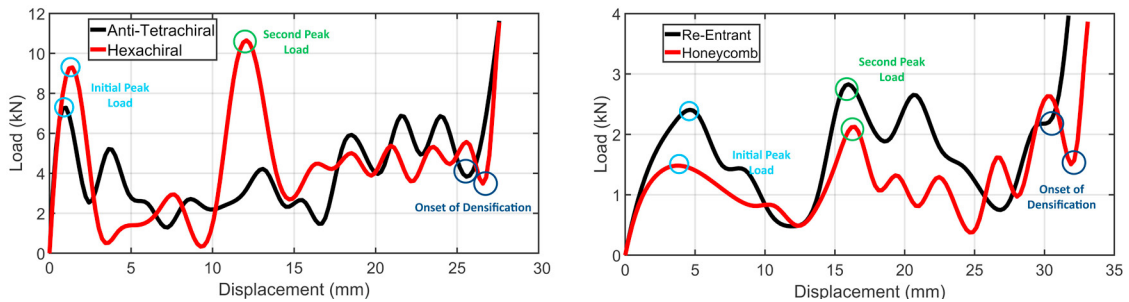 12
10
8
6
4
2
0
Load (kN)
Anti-Tetrachiral
Hexachiral
Initial Peak
Load
Second Peak
Load
Onset of Densification
0 5 10 15 20 25 30
Displacement (mm)
4
3
2
1
0
Load (kN)
Re-Entrant
Honeycomb
Second Peak
Load
Initial Peak
Load
Onset of
Densification
0 5 10 15 20 25 30 35
Displacement (mm)